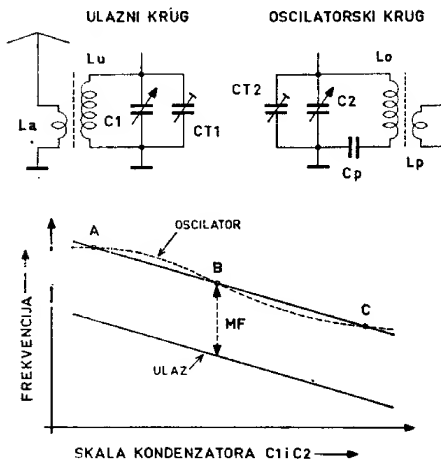 ULAZNI KRUG
OSCILATORSKI KRUG
Lu
Lo
La
C1
CT1
CT2
C2
Cp
Lp
A
OSCILATOR
B
C
MF
ULAZ
FREKVENCIJA
SKALA KONDENZATORA C1iC2